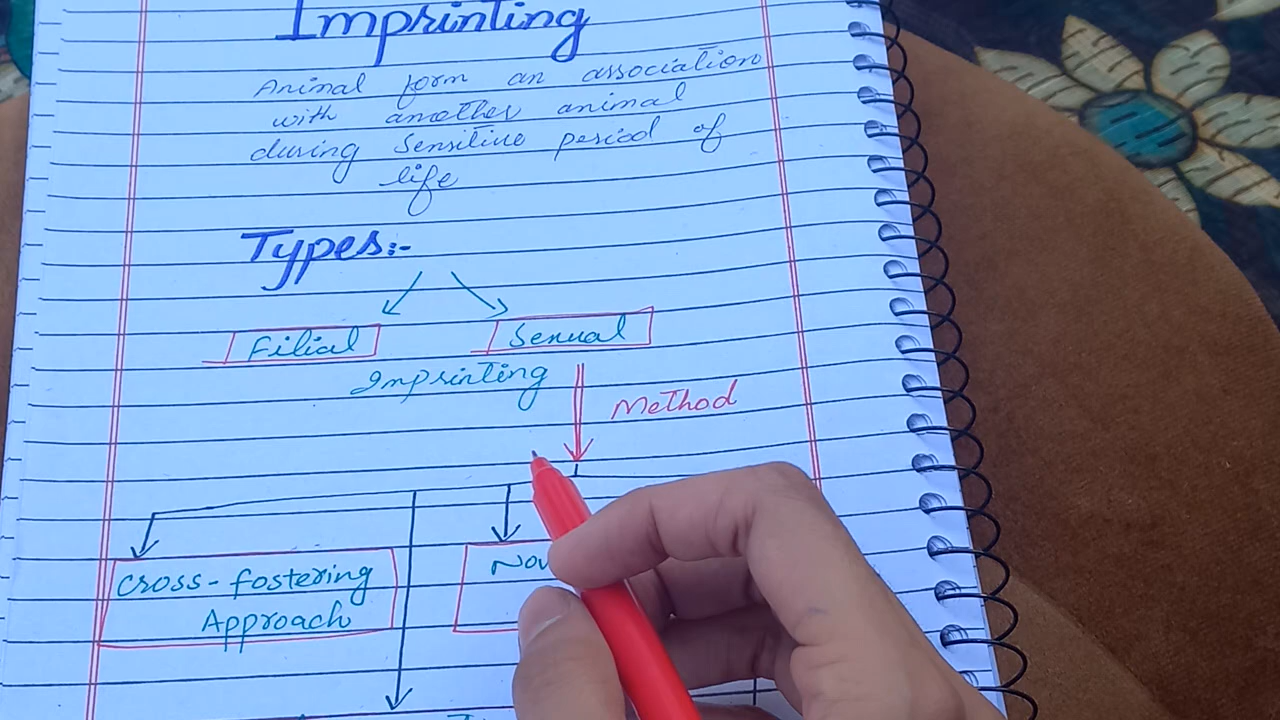 Imprinting
Animal form an association
with another animal
during Sensitive period of
life
Types:-
Filial
Sexual
Imprinting
Method
Cross-fostering
Approach